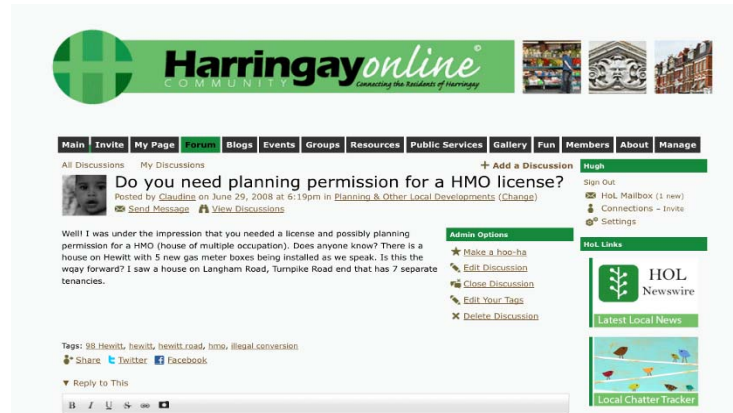 Harringayonline©
COMMUNITY Connecting the Residents of Harringay
Main Invite My Page Forum Blogs Events Groups Resources Public Services Gallery Fun Members About Manage
All Discussions My Discussions + Add a Discussion
Do you need planning permission for a HMO license?
Posted by Claudine on June 29, 2008 at 6:19pm in Planning & Other Local Developments (Change)
Send Message View Discussions
Well! I was under the impression that you needed a license and possibly planning
permission for a HMO (house of multiple occupation). Does anyone know? There is a
house on Hewitt with 5 new gas meter boxes being installed as we speak. Is this the
wqay forward? I saw a house on Langham Road, Turnpike Road end that has 7 separate
tenancies.
Admin Options
Make a hoo-ha
Edit Discussion
Close Discussion
Edit Your Tags
Delete Discussion
Tags: 98 Hewitt, hewitt, hewitt road, hmo, illegal conversion
Share Twitter Facebook
▼ Reply to This
B I U S
Hugh
Sign Out
HoL Mailbox (1 new)
Connections – Invite
Settings
HoL Links
HOL
Newswire
Latest Local News
Local Chatter Tracker